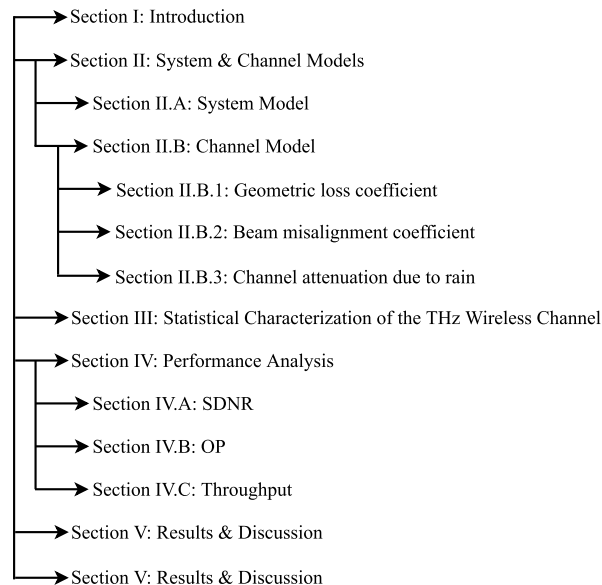 Section I: Introduction
Section II: System & Channel Models
Section II.A: System Model
Section II.B: Channel Model
Section II.B.1: Geometric loss coefficient
Section II.B.2: Beam misalignment coefficient
Section II.B.3: Channel attenuation due to rain
Section III: Statistical Characterization of the THz Wireless Channel
Section IV: Performance Analysis
Section IV.A: SDNR
Section IV.B: OP
Section IV.C: Throughput
Section V: Results & Discussion
Section V: Results & Discussion